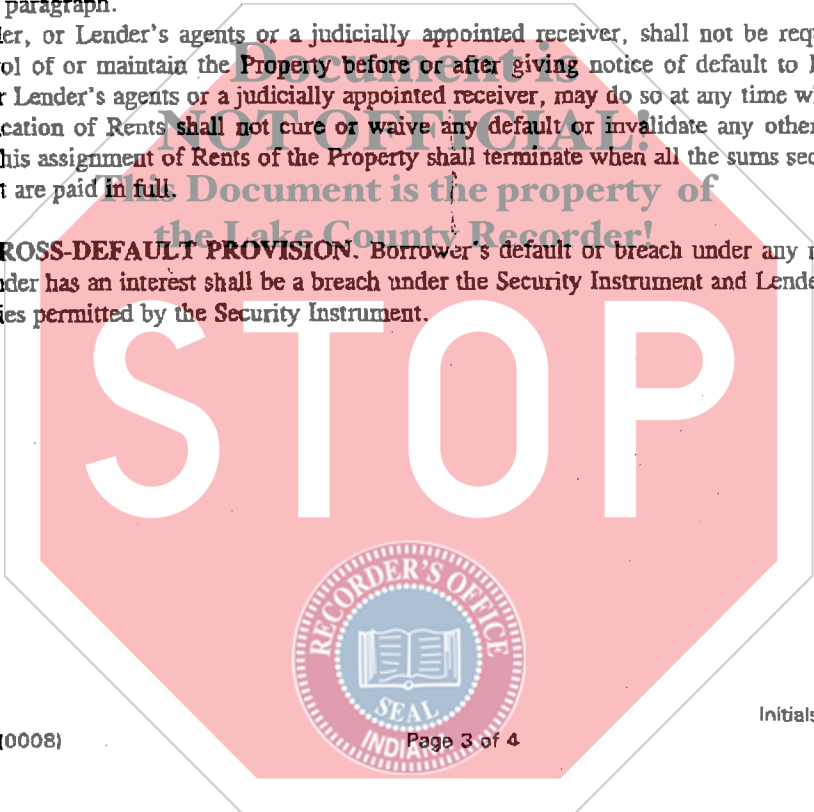 paragraph.
er, or Lender's agents or a judicially appointed receiver, shall not be req
ol of or maintain the Property before or after giving notice of default to
r Lender's agents or a judicially appointed receiver, may do so at any time w
cation of Rents shall not cure or waive any default or invalidate any other
his assignment of Rents of the Property shall terminate when all the sums sec
t are paid in full.
Document is
NOT OFFICIAL!
This Document is the property of
the Lake County Recorder!
ROSS-DEFAULT PROVISION. Borrower's default or breach under any
nder has an interest shall be a breach under the Security Instrument and Lende
ies permitted by the Security Instrument.
STOP
RECORDER'S OFFICE
SEAL
INDIANA
Initials
(0008)
Page 3 of 4